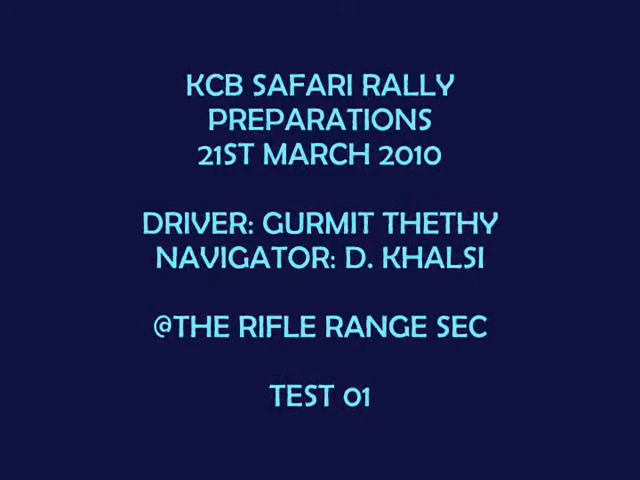 KCB SAFARI RALLY
PREPARATIONS
21ST MARCH 2010
DRIVER: GURMIT THETHY
NAVIGATOR: D. KHALSI
@THE RIFLE RANGE SEC
TEST 01